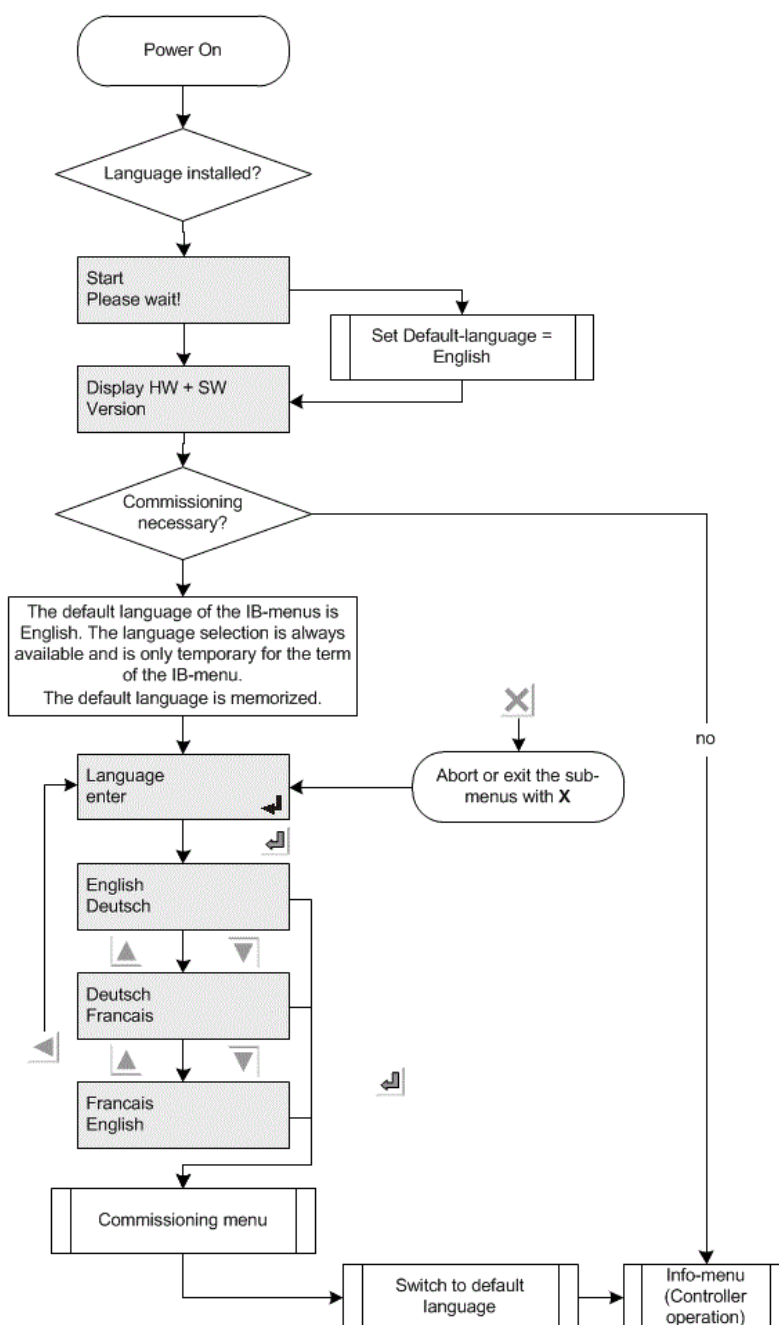 Power On
Language installed?
Start
Please wait!
Set Default-language =
English
Display HW + SW
Version
Commissioning
necessary?
The default language of the IB-menus is
English. The language selection is always
available and is only temporary for the term
of the IB-menu.
The default language is memorized.
no
Language
enter
Abort or exit the sub-
menus with X
English
Deutsch
Deutsch
Francais
Francais
English
Commissioning menu
Switch to default
language
Info-menu
(Controller
operation)